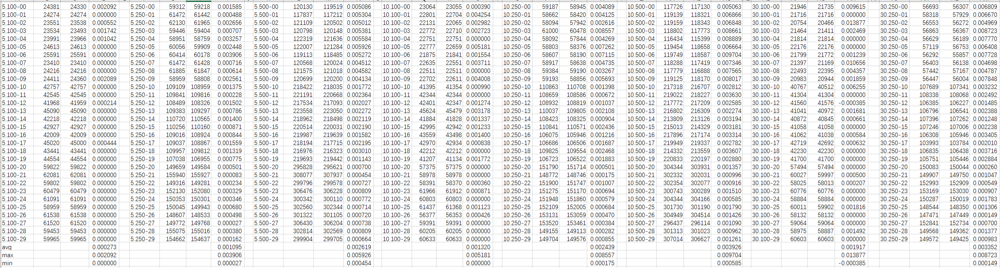 5.100-00 24381 24330 0.002092 5.250-00 59312 59218 0.001585 5.500-00 120130 119519 0.005086 10.100-00 23064 23055 0.000390 10.250-00 59187 58945 0.004089 10.500-00 117726 117130 0.005063 30.100-00 21946 21735 0.009615 30.250-00 56693 56307 0.006809
5.100-01 24274 24274 0.000000 5.250-01 61472 61442 0.000488 5.500-01 117837 117212 0.005304 10.100-01 22801 22704 0.004254 10.250-01 58662 58420 0.004125 10.500-01 119139 118321 0.006866 30.100-01 21716 21716 0.000000 30.250-01 58318 57929 0.006670
5.100-02 23551 23538 0.000552 5.250-02 62130 61965 0.002656 5.500-02 121109 120502 0.005012 10.100-02 22131 22065 0.002982 10.250-02 58094 57942 0.002616 10.500-02 119159 118343 0.006848 30.100-02 20754 20466 0.013877 30.250-02 56553 56272 0.004969
5.100-03 23534 23493 0.001742 5.250-03 59446 59404 0.000707 5.500-03 120798 120148 0.005381 10.100-03 22772 22710 0.002723 10.250-03 61000 60478 0.008557 10.500-03 118802 117773 0.008661 30.100-03 21464 21411 0.002469 30.250-03 56863 56367 0.008723
5.100-04 23991 23966 0.001042 5.250-04 58951 58759 0.003257 5.500-04 122319 121636 0.005584 10.100-04 22751 22751 0.000000 10.250-04 58092 57844 0.004269 10.500-04 116434 115399 0.008889 30.100-04 21814 21814 0.000000 30.250-04 56629 56189 0.007770
5.100-05 24613 24613 0.000000 5.250-05 60056 59909 0.002448 5.500-05 122007 121284 0.005926 10.100-05 22777 22659 0.005181 10.250-05 58803 58376 0.007262 10.500-05 119454 118658 0.006664 30.100-05 22176 22176 0.000000 30.250-05 57119 56753 0.006408
5.100-06 25591 25591 0.000000 5.250-06 60414 60178 0.003906 5.500-06 119113 118485 0.005272 10.100-06 21875 21841 0.001554 10.250-06 58607 58190 0.007115 10.500-06 119749 118587 0.009704 30.100-06 21799 21772 0.001239 30.250-06 56292 55857 0.007728
5.100-07 23410 23410 0.000000 5.250-07 61472 61428 0.000716 5.500-07 120568 120024 0.004512 10.100-07 22635 22551 0.003711 10.250-07 58917 58638 0.004735 10.500-07 118288 117419 0.007346 30.100-07 21397 21169 0.010656 30.250-07 56403 56138 0.004698
5.100-08 24216 24216 0.000000 5.250-08 61885 61847 0.000614 5.500-08 121575 121018 0.004582 10.100-08 22511 22511 0.000000 10.250-08 59384 59190 0.003267 10.500-08 117779 116888 0.007565 30.100-08 22493 22395 0.004357 30.250-08 57442 57167 0.004787
5.100-09 24411 24360 0.002089 5.250-09 58959 58808 0.002561 5.500-09 120699 120200 0.004134 10.100-09 22702 22611 0.004008 10.250-09 59193 58856 0.005693 10.500-09 119125 118170 0.008017 30.100-09 20983 20944 0.001859 30.250-09 56447 56004 0.007848
5.100-10 42757 42757 0.000000 5.250-10 109109 108959 0.001375 5.500-10 218422 218035 0.001772 10.100-10 41395 41354 0.000990 10.250-10 110863 110708 0.001398 10.500-10 217318 216707 0.002812 30.100-10 40767 40512 0.006255 30.250-10 107689 107341 0.003232
5.100-11 42545 42545 0.000000 5.250-11 109841 109816 0.000228 5.500-11 221191 220668 0.002364 10.100-11 42344 42344 0.000000 10.250-11 108659 108586 0.000672 10.500-11 219022 218227 0.003630 30.100-11 41304 41304 0.000000 30.250-11 108338 108068 0.002492
5.100-12 41968 41959 0.000214 5.250-12 108489 108326 0.001502 5.500-12 217534 217093 0.002027 10.100-12 42401 42347 0.001274 10.250-12 108932 108819 0.001037 10.500-12 217772 217209 0.002585 30.100-12 41560 41576 -0.000385 30.250-12 106385 106227 0.001485
5.100-13 45090 45090 0.000000 5.250-13 109383 109297 0.000786 5.500-13 223558 223050 0.002272 10.100-13 45624 45479 0.003178 10.250-13 110037 109805 0.002108 10.500-13 216802 216309 0.002274 30.100-13 41041 40972 0.001681 30.250-13 106796 106541 0.002388
5.100-14 42218 42218 0.000000 5.250-14 110720 110565 0.001400 5.500-14 218962 218498 0.002119 10.100-14 41884 41828 0.001337 10.250-14 108423 108325 0.000904 10.500-14 213809 213126 0.003194 30.100-14 40872 40845 0.000661 30.250-14 107396 107262 0.001248
5.100-15 42927 42927 0.000000 5.250-15 110256 110160 0.000871 5.500-15 220514 220031 0.002190 10.100-15 42995 42942 0.001233 10.250-15 110841 110571 0.002436 10.500-15 215013 214329 0.003181 30.100-15 41058 41058 0.000000 30.250-15 107246 107006 0.002238
5.100-16 42009 42009 0.000000 5.250-16 109016 108924 0.000844 5.500-16 219987 219639 0.001582 10.100-16 43559 43498 0.001400 10.250-16 106075 105946 0.001216 10.500-16 217896 217174 0.003314 30.100-16 41062 41038 0.000584 30.250-16 106308 105946 0.003405
5.100-17 45020 45000 0.000444 5.250-17 109037 108867 0.001559 5.500-17 218194 217715 0.002195 10.100-17 42970 42934 0.000838 10.250-17 106686 106506 0.001687 10.500-17 219949 219337 0.002782 30.100-17 42719 42692 0.000632 30.250-17 103993 103784 0.002010
5.100-18 43441 43441 0.000000 5.250-18 109957 109812 0.001319 5.500-18 216976 216323 0.003010 10.100-18 42212 42212 0.000000 10.250-18 109825 109554 0.002468 10.500-18 214332 213559 0.003607 30.100-18 42230 42230 0.000000 30.250-18 106835 106438 0.003716
5.100-19 44554 44554 0.000000 5.250-19 107038 106955 0.000775 5.500-19 219693 219442 0.001143 10.100-19 41207 41134 0.001772 10.250-19 106723 106522 0.001883 10.500-19 220833 220197 0.002880 30.100-19 41700 41700 0.000000 30.250-19 105751 105446 0.002884
5.100-20 59822 59822 0.000000 5.250-20 149659 149584 0.000501 5.500-20 295828 295621 0.000700 10.100-20 57375 57375 0.000000 10.250-20 151790 151714 0.000501 10.500-20 304344 303931 0.001357 30.100-20 57494 57494 0.000000 30.250-20 150083 150044 0.000260
5.100-21 62081 62081 0.000000 5.250-21 155940 155927 0.000083 5.500-21 308077 307937 0.000454 10.100-21 58978 58978 0.000000 10.250-21 148772 148746 0.000175 10.500-21 302332 302031 0.000996 30.100-21 60027 59997 0.000500 30.250-21 149907 149750 0.001047
5.100-22 59802 59802 0.000000 5.250-22 149316 149281 0.000234 5.500-22 299796 299578 0.000727 10.100-22 58391 58370 0.000360 10.250-22 151900 151747 0.001007 10.500-22 302354 302077 0.000916 30.100-22 58025 58013 0.000207 30.250-22 152993 152909 0.000549
5.100-23 60479 60479 0.000000 5.250-23 152130 152080 0.000329 5.500-23 306476 306228 0.000809 10.100-23 61966 61912 0.000871 10.250-23 151275 151170 0.000694 10.500-23 300743 300289 0.001510 30.100-23 60776 60776 0.000000 30.250-23 153169 153030 0.000907
5.100-24 61091 61091 0.000000 5.250-24 150353 150301 0.000346 5.500-24 300342 300110 0.000772 10.100-24 60803 60803 0.000000 10.250-24 151948 151860 0.000579 10.500-24 304344 304166 0.000585 30.100-24 58884 58884 0.000000 30.250-24 150287 150019 0.001783
5.100-25 58959 58959 0.000000 5.250-25 150045 149943 0.000680 5.500-25 302560 302344 0.000714 10.100-25 61437 61368 0.001123 10.250-25 152109 152005 0.000684 10.500-25 301730 301190 0.001790 30.100-25 60011 59902 0.001816 30.250-25 148544 148350 0.001306
5.100-26 61538 61538 0.000000 5.250-26 148607 148533 0.000498 5.500-26 301322 301105 0.000720 10.100-26 56377 56353 0.000426 10.250-26 153131 153059 0.000470 10.500-26 304949 304514 0.001426 30.100-26 58132 58132 0.000000 30.250-26 147471 147449 0.000149
5.100-27 61520 61520 0.000000 5.250-27 149772 149768 0.000027 5.500-27 306430 306204 0.000738 10.100-27 59391 59391 0.000000 10.250-27 153520 153461 0.000384 10.500-27 296437 296114 0.001090 30.100-27 59064 59064 0.000000 30.250-27 152841 152734 0.000700
5.100-28 59453 59453 0.000000 5.250-28 155075 155016 0.000380 5.500-28 302814 302569 0.000809 10.100-28 60205 60205 0.000000 10.250-28 149155 149113 0.000282 10.500-28 301313 301023 0.000962 30.100-28 58975 58887 0.001492 30.250-28 149568 149362 0.001377
5.100-29 59965 59965 0.000000 5.250-29 154662 154637 0.000162 5.500-29 299904 299705 0.000664 10.100-29 60633 60633 0.000000 10.250-29 149704 149576 0.000855 10.500-29 307014 306627 0.001261 30.100-29 60603 60603 0.000000 30.250-29 149572 149425 0.000983
avg 0.000273 0.001095 0.002619 0.001320 0.002439 0.003926 0.001917 0.003352
max 0.002092 0.003906 0.005926 0.005181 0.008557 0.009704 0.013877 0.008723
min 0.000000 0.000027 0.000454 0.000000 0.000175 0.000585 -0.000385 0.000149